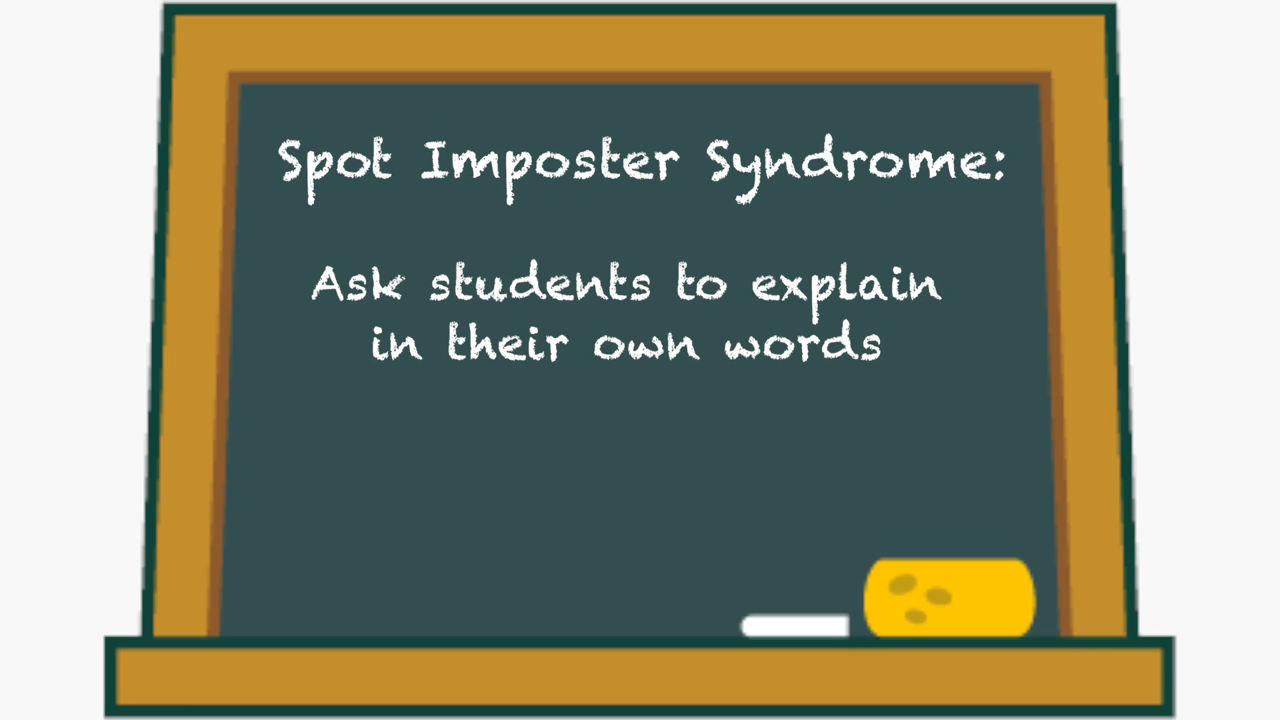 Spot Imposter Syndrome:
Ask students to explain
in their own words